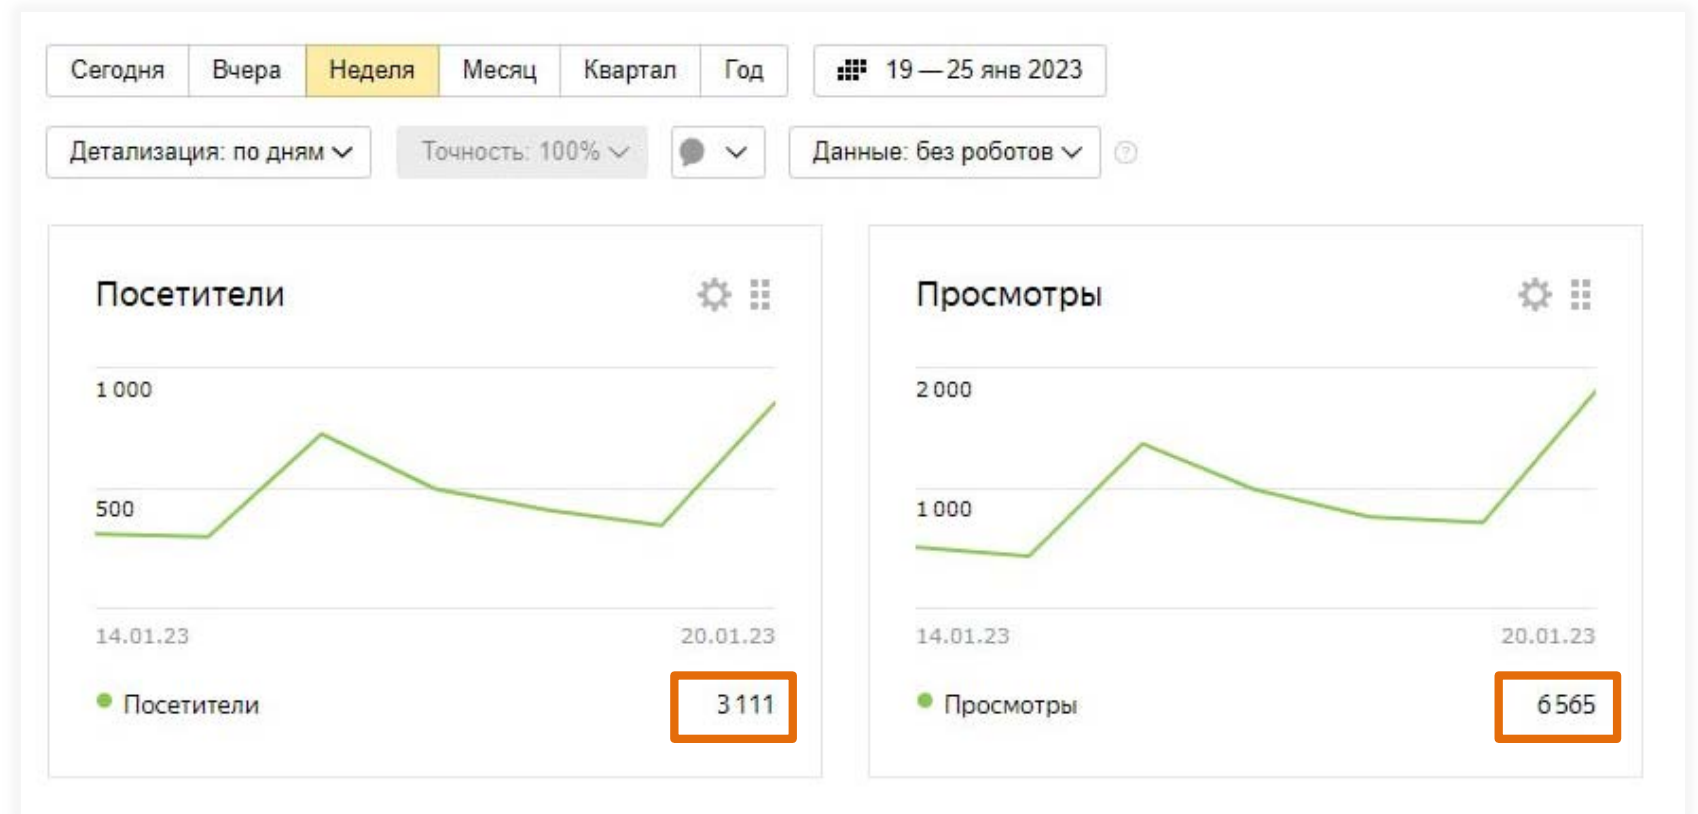 Сегодня Вчера Неделя Месяц Квартал Год 19 — 25 янв 2023
Детализация: по дням Точность: 100% Данные: без роботов ?
Посетители
1 000
500
14.01.23 20.01.23
Посетители 3 111
Просмотры
2 000
1 000
14.01.23 20.01.23
Просмотры 6 565